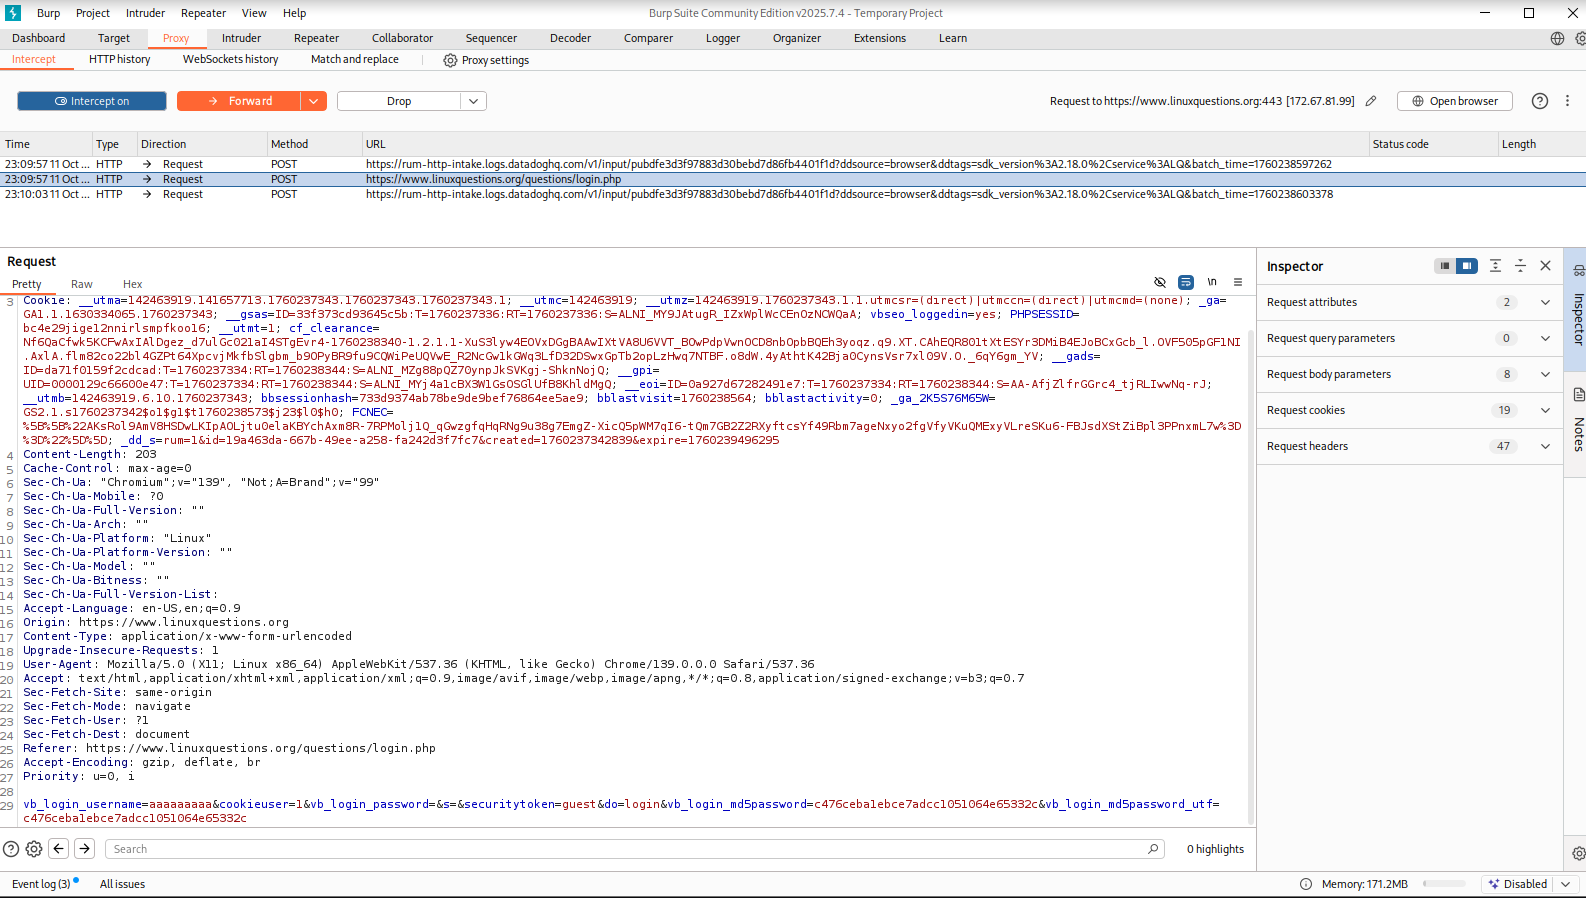 Burp Project Intruder Repeater View Help Burp Suite Community Edition v2025.7.4 - Temporary Project
Dashboard Target Proxy Intruder Repeater Collaborator Sequencer Decoder Comparer Logger Organizer Extensions Learn
Intercept HTTP history WebSockets history Match and replace Proxy settings
Intercept on Forward Drop Request to https://www.linuxquestions.org:443 [172.67.81.99] Open browser
Time Type Direction Method URL Status code Length
23:09:57 11 Oct ... HTTP → Request POST https://rum-http-intake.logs.datadoghq.com/v1/input/pubdfe3d3f97883d30bebd7d86fb4401f1d?ddsource=browser&ddtags=sdk_version%3A2.18.0%2Cservice%3ALQ&batch_time=1760238597262
23:09:57 11 Oct ... HTTP → Request POST https://www.linuxquestions.org/questions/login.php
23:10:03 11 Oct ... HTTP → Request POST https://rum-http-intake.logs.datadoghq.com/v1/input/pubdfe3d3f97883d30bebd7d86fb4401f1d?ddsource=browser&ddtags=sdk_version%3A2.18.0%2Cservice%3ALQ&batch_time=1760238603378
Request
Pretty Raw Hex \n
3 Cookie: __utma=142463919.141657713.1760237343.1760237343.1760237343.1; __utmc=142463919; __utmz=142463919.1760237343.1.1.utmcsr=(direct)|utmccn=(direct)|utmcmd=(none); _ga=
GA1.1.1630334065.1760237343; __gsas=ID=33f373cd93645c5b:T=1760237336:RT=1760237336:S=ALNI_MY9JAtugR_IZxWplWcCEnOzNCWQaA; vbseo_loggedin=yes; PHPSESSID=
bc4e29jige12nnirlsmpfkoo16; __utmt=1; cf_clearance=
Nf6QaCfwk5KCFwAxIAlDgez_d7ulGc021aI4STgEvr4-1760238340-1.2.1.1-XuS3lyw4EOVxDGgBAAwIXtVA8U6VVT_BOwPdpVwnOCD8nbOpbBQEh3yoqz.q9.XT.CAhEQR80ltXtESYr3DMiB4EJoBCxGcb_l.OVF505pGF1NI
.AxlA.flm82co22bl4GZPt64XpcvjMkfbSlgbm_b9OPyBR9fu9CQWiPeUQVwE_R2NcGw1kGWq3LfD32DSwxGpTb2opLzHwq7NTBF.o8dW.4yAthtK42Bja0CynsVsr7xl09V.O._6qY6gm_YV; __gads=
ID=da71f0159f2cdcad:T=1760237334:RT=1760238344:S=ALNI_MZg88pQZ70ynpJkSVKgj-ShknNojQ; __gpi=
UID=0000129c66600e47:T=1760237334:RT=1760238344:S=ALNI_MYj4a1cBX3WlGs0SGlUfB8KhldMgQ; __eoi=ID=0a927d67282491e7:T=1760237334:RT=1760238344:S=AA-AfjZlfrGGrc4_tjRLIwwNq-rJ;
__utmb=142463919.6.10.1760237343; bbsessionhash=733d9374ab78be9de9bef76864ee5ae9; bblastvisit=1760238564; bblastactivity=0; _ga_2K5S76M65W=
GS2.1.s1760237342$o1$g1$t1760238573$j23$l0$h0; FCNEC=
%5B%5B%22AKsRol9AmV8HSDwLKIpAOLjtu0elaKBYchAxm8R-7RPMolj1Q_qGwzgfqHqRNg9u38g7EmgZ-XicQ5pWM7qI6-tQm7GB2Z2RXyftcsYf49Rbm7ageNxyo2fgVfyVKuQMExyVLreSKu6-FBJsdXStZiBpl3PPnxmL7w%3D
%3D%22%5D%5D; _dd_s=rum=1&id=19a463da-667b-49ee-a258-fa242d3f7fc7&created=1760237342839&expire=1760239496295
4 Content-Length: 203
5 Cache-Control: max-age=0
6 Sec-Ch-Ua: "Chromium";v="139", "Not;A=Brand";v="99"
7 Sec-Ch-Ua-Mobile: ?0
8 Sec-Ch-Ua-Full-Version: ""
9 Sec-Ch-Ua-Arch: ""
10 Sec-Ch-Ua-Platform: "Linux"
11 Sec-Ch-Ua-Platform-Version: ""
12 Sec-Ch-Ua-Model: ""
13 Sec-Ch-Ua-Bitness: ""
14 Sec-Ch-Ua-Full-Version-List:
15 Accept-Language: en-US,en;q=0.9
16 Origin: https://www.linuxquestions.org
17 Content-Type: application/x-www-form-urlencoded
18 Upgrade-Insecure-Requests: 1
19 User-Agent: Mozilla/5.0 (X11; Linux x86_64) AppleWebKit/537.36 (KHTML, like Gecko) Chrome/139.0.0.0 Safari/537.36
20 Accept: text/html,application/xhtml+xml,application/xml;q=0.9,image/avif,image/webp,image/apng,*/*;q=0.8,application/signed-exchange;v=b3;q=0.7
21 Sec-Fetch-Site: same-origin
22 Sec-Fetch-Mode: navigate
23 Sec-Fetch-User: ?1
24 Sec-Fetch-Dest: document
25 Referer: https://www.linuxquestions.org/questions/login.php
26 Accept-Encoding: gzip, deflate, br
27 Priority: u=0, i
28
29 vb_login_username=aaaaaaaaa&cookieuser=1&vb_login_password=&s=&securitytoken=guest&do=login&vb_login_md5password=c476ceba1ebce7adcc1051064e65332c&vb_login_md5password_utf=
c476ceba1ebce7adcc1051064e65332c
Search 0 highlights
Inspector
Request attributes 2
Request query parameters 0
Request body parameters 8
Request cookies 19
Request headers 47
Inspector
Notes
Event log (3) All issues Memory: 171.2MB Disabled